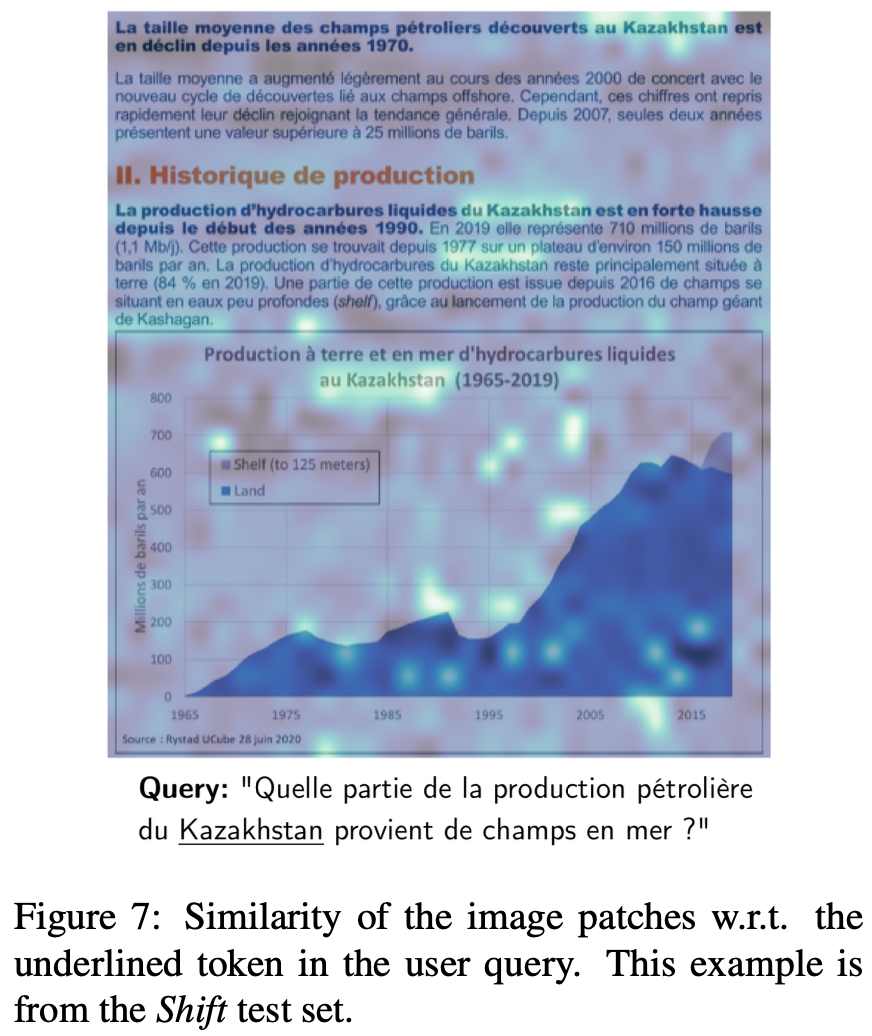 La taille moyenne des champs pétroliers découverts au Kazakhstan est
en déclin depuis les années 1970.
La taille moyenne a augmenté légèrement au cours des années 2000 de concert avec le
nouveau cycle de découvertes lié aux champs offshore. Cependant, ces chiffres ont repris
rapidement leur déclin rejoignant la tendance générale. Depuis 2007, seules deux années
présentent une valeur supérieure à 25 millions de barils.
II. Historique de production
La production d'hydrocarbures liquides du Kazakhstan est en forte hausse
depuis le début des années 1990. En 2019 elle représente 710 millions de barils
(1,1 Mb/j). Cette production se trouvait depuis 1977 sur un plateau d'environ 150 millions de
barils par an. La production d'hydrocarbures du Kazakhstan reste principalement située à
terre (84 % en 2019). Une partie de cette production est issue depuis 2016 de champs se
situant en eaux peu profondes (shelf), grâce au lancement de la production du champ géant
de Kashagan.
Production à terre et en mer d'hydrocarbures liquides
au Kazakhstan (1965-2019)
Millions de barils par an
800
700
600
500
400
300
200
100
0
Shelf (to 125 meters)
Land
1965 1975 1985 1995 2005 2015
Source : Rystad UCube 28 juin 2020
Query: "Quelle partie de la production pétrolière
du Kazakhstan provient de champs en mer ?"
Figure 7: Similarity of the image patches w.r.t. the
underlined token in the user query. This example is
from the Shift test set.